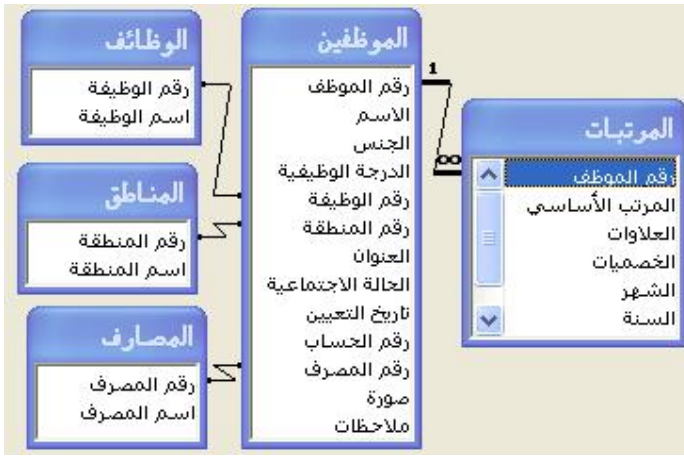 الموظفين
رقم الموظف
الاسم
الجنس
الدرجة الوظيفية
رقم الوظيفة
رقم المنطقة
العنوان
الحالة الاجتماعية
تاريخ التعيين
رقم الحساب
رقم المصرف
صورة
ملاحظات
1
∞
المرتبات
رقم الموظف
المرتب الأساسي
العلاوات
الخصميات
الشهر
السنة
الوظائف
رقم الوظيفة
اسم الوظيفة
المناطق
رقم المنطقة
اسم المنطقة
المصارف
رقم المصرف
اسم المصرف